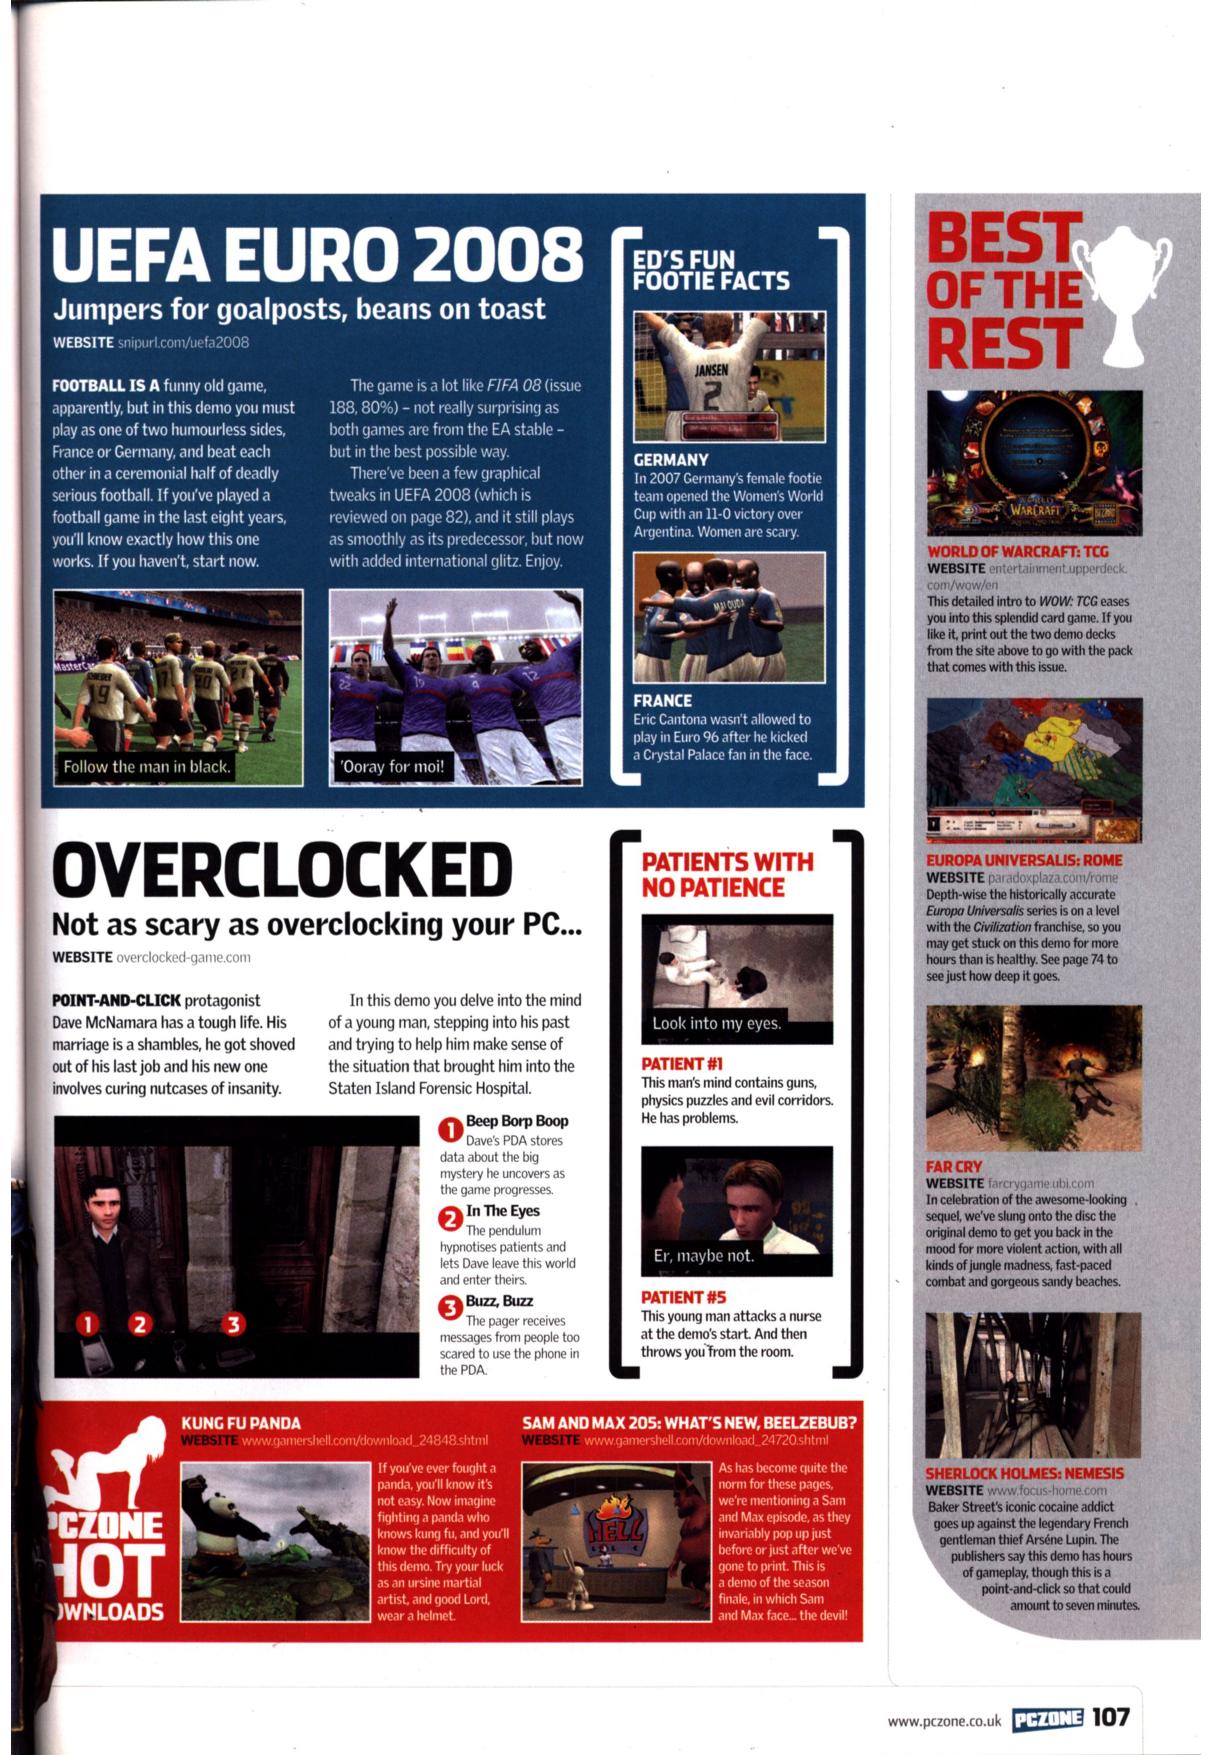 UEFA EURO 2008
Jumpers for goalposts, beans on toast
WEBSITE snipurl.com/uefa2008
FOOTBALL IS A funny old game,
apparently, but in this demo you must
play as one of two humourless sides,
France or Germany, and beat each
other in a ceremonial half of deadly
serious football. If you've played a
football game in the last eight years,
you'll know exactly how this one
works. If you haven't, start now.
The game is a lot like FIFA 08 (issue
188, 80%) – not really surprising as
both games are from the EA stable –
but in the best possible way.
There've been a few graphical
tweaks in UEFA 2008 (which is
reviewed on page 82), and it still plays
as smoothly as its predecessor, but now
with added international glitz. Enjoy.
MasterCa
SCHNEIDER
19
20
Follow the man in black.
22
19
9
12
'Ooray for moi!
ED'S FUN
FOOTIE FACTS
JANSEN
2
GERMANY
In 2007 Germany's female footie
team opened the Women's World
Cup with an 11-0 victory over
Argentina. Women are scary.
MALOUDA
7
FRANCE
Eric Cantona wasn't allowed to
play in Euro 96 after he kicked
a Crystal Palace fan in the face.
OVERCLOCKED
Not as scary as overclocking your PC...
WEBSITE overclocked-game.com
POINT-AND-CLICK protagonist
Dave McNamara has a tough life. His
marriage is a shambles, he got shoved
out of his last job and his new one
involves curing nutcases of insanity.
In this demo you delve into the mind
of a young man, stepping into his past
and trying to help him make sense of
the situation that brought him into the
Staten Island Forensic Hospital.
1
2
3
1 Beep Borp Boop
Dave's PDA stores
data about the big
mystery he uncovers as
the game progresses.
2 In The Eyes
The pendulum
hypnotises patients and
lets Dave leave this world
and enter theirs.
3 Buzz, Buzz
The pager receives
messages from people too
scared to use the phone in
the PDA.
PATIENTS WITH
NO PATIENCE
Look into my eyes.
PATIENT #1
This man's mind contains guns,
physics puzzles and evil corridors.
He has problems.
Er, maybe not.
PATIENT #5
This young man attacks a nurse
at the demo's start. And then
throws you from the room.
PCZONE
HOT
OWNLOADS
KUNG FU PANDA
WEBSITE www.gamershell.com/download_24848.shtml
If you've ever fought a
panda, you'll know it's
not easy. Now imagine
fighting a panda who
knows kung fu, and you'll
know the difficulty of
this demo. Try your luck
as an ursine martial
artist, and good Lord,
wear a helmet.
SAM AND MAX 205: WHAT'S NEW, BEELZEBUB?
WEBSITE www.gamershell.com/download_24720.shtml
HELL
As has become quite the
norm for these pages,
we're mentioning a Sam
and Max episode, as they
invariably pop up just
before or just after we've
gone to print. This is
a demo of the season
finale, in which Sam
and Max face... the devil!
BEST
OF THE
REST
WORLD
WARCRAFT
WORLD OF WARCRAFT: TCG
WEBSITE entertainment.upperdeck.
com/wow/en
This detailed intro to WOW: TCG eases
you into this splendid card game. If you
like it, print out the two demo decks
from the site above to go with the pack
that comes with this issue.
EUROPA UNIVERSALIS: ROME
WEBSITE paradoxplaza.com/rome
Depth-wise the historically accurate
Europa Universalis series is on a level
with the Civilization franchise, so you
may get stuck on this demo for more
hours than is healthy. See page 74 to
see just how deep it goes.
FAR CRY
WEBSITE farcrygame.ubi.com
In celebration of the awesome-looking
sequel, we've slung onto the disc the
original demo to get you back in the
mood for more violent action, with all
kinds of jungle madness, fast-paced
combat and gorgeous sandy beaches.
SHERLOCK HOLMES: NEMESIS
WEBSITE www.focus-home.com
Baker Street's iconic cocaine addict
goes up against the legendary French
gentleman thief Arséne Lupin. The
publishers say this demo has hours
of gameplay, though this is a
point-and-click so that could
amount to seven minutes.
www.pczone.co.uk PCZONE 107